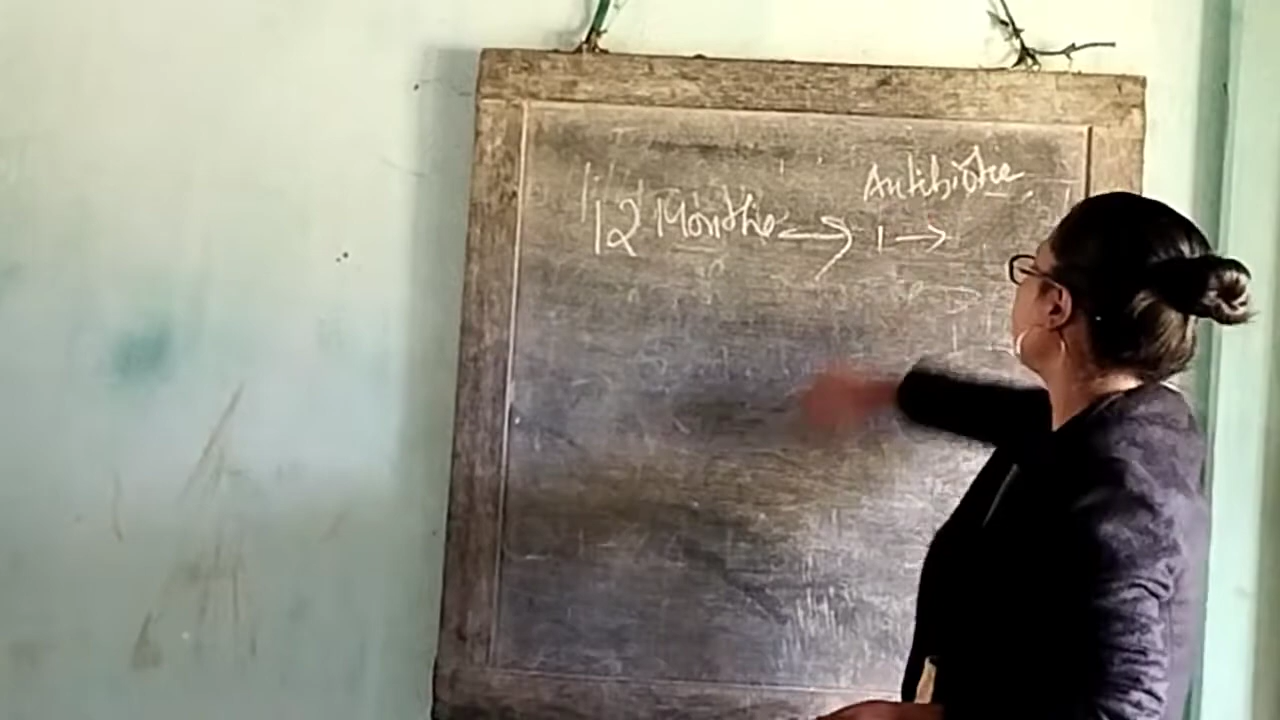 Antibiotic
12 Months → 1 →